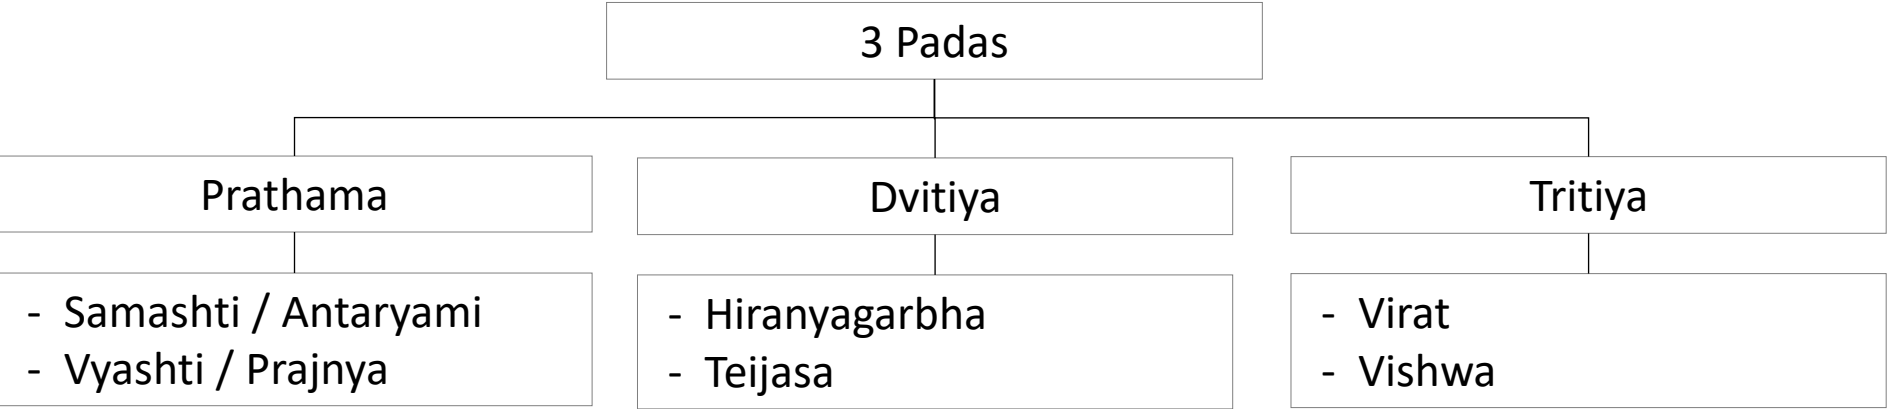 3 Padas
Prathama
Dvitiya
Tritiya
- Samashti / Antaryami
- Vyashti / Prajnya
- Hiranyagarbha
- Teijasa
- Virat
- Vishwa